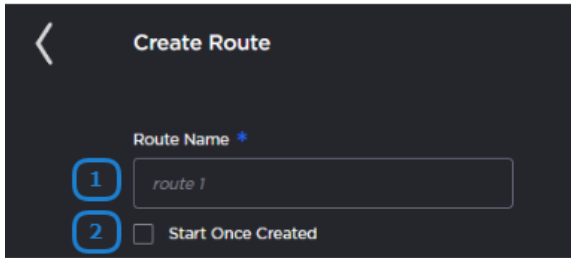 Create Route
Route Name *
1
route 1
2
Start Once Created